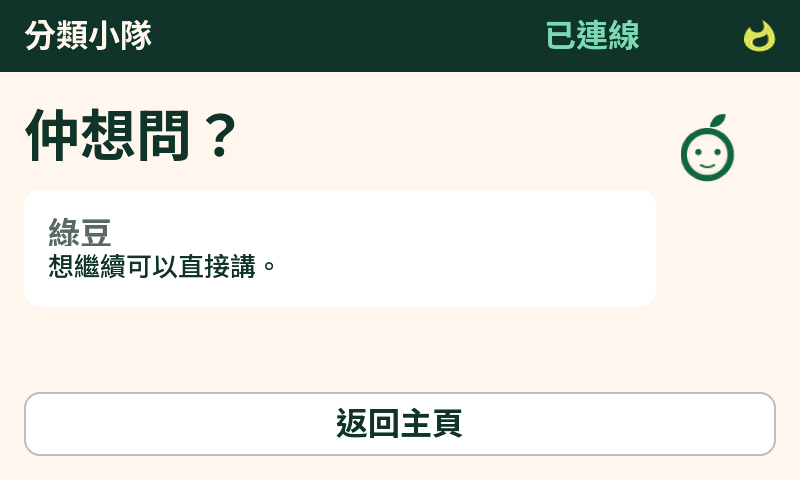 分類小隊
已連線
仲想問？
綠豆
想繼續可以直接講。
返回主頁